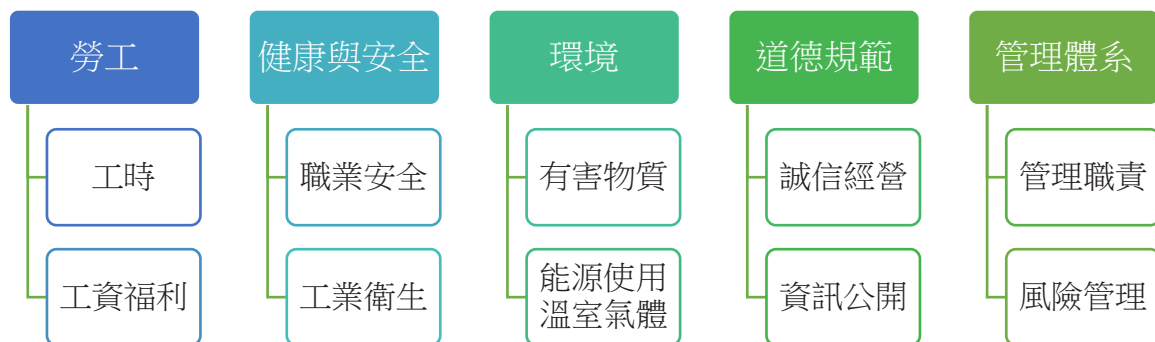 勞工
健康與安全
環境
道德規範
管理體系
工時
職業安全
有害物質
誠信經營
管理職責
工資福利
工業衛生
能源使用
溫室氣體
資訊公開
風險管理